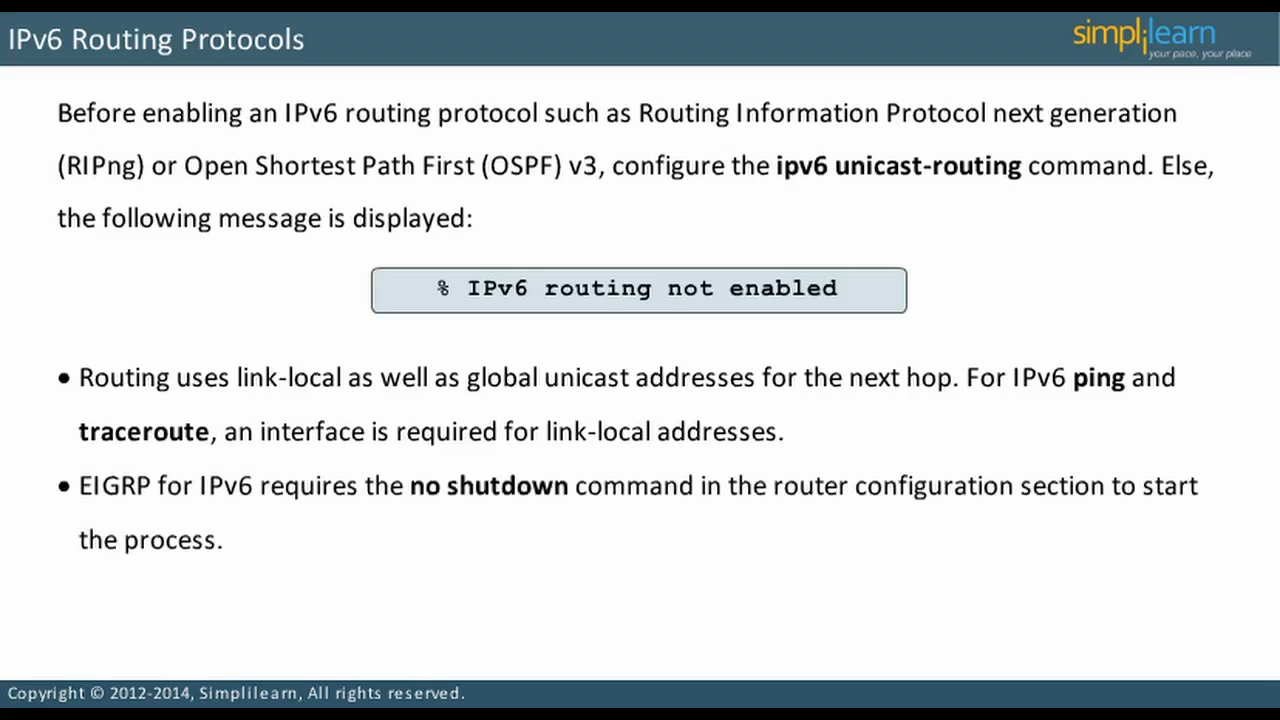 IPv6 Routing Protocols
simplilearn
your pace, your place
Before enabling an IPv6 routing protocol such as Routing Information Protocol next generation
(RIPng) or Open Shortest Path First (OSPF) v3, configure the ipv6 unicast-routing command. Else,
the following message is displayed:
% IPv6 routing not enabled
• Routing uses link-local as well as global unicast addresses for the next hop. For IPv6 ping and
traceroute, an interface is required for link-local addresses.
• EIGRP for IPv6 requires the no shutdown command in the router configuration section to start
the process.
Copyright © 2012-2014, Simplilearn, All rights reserved.